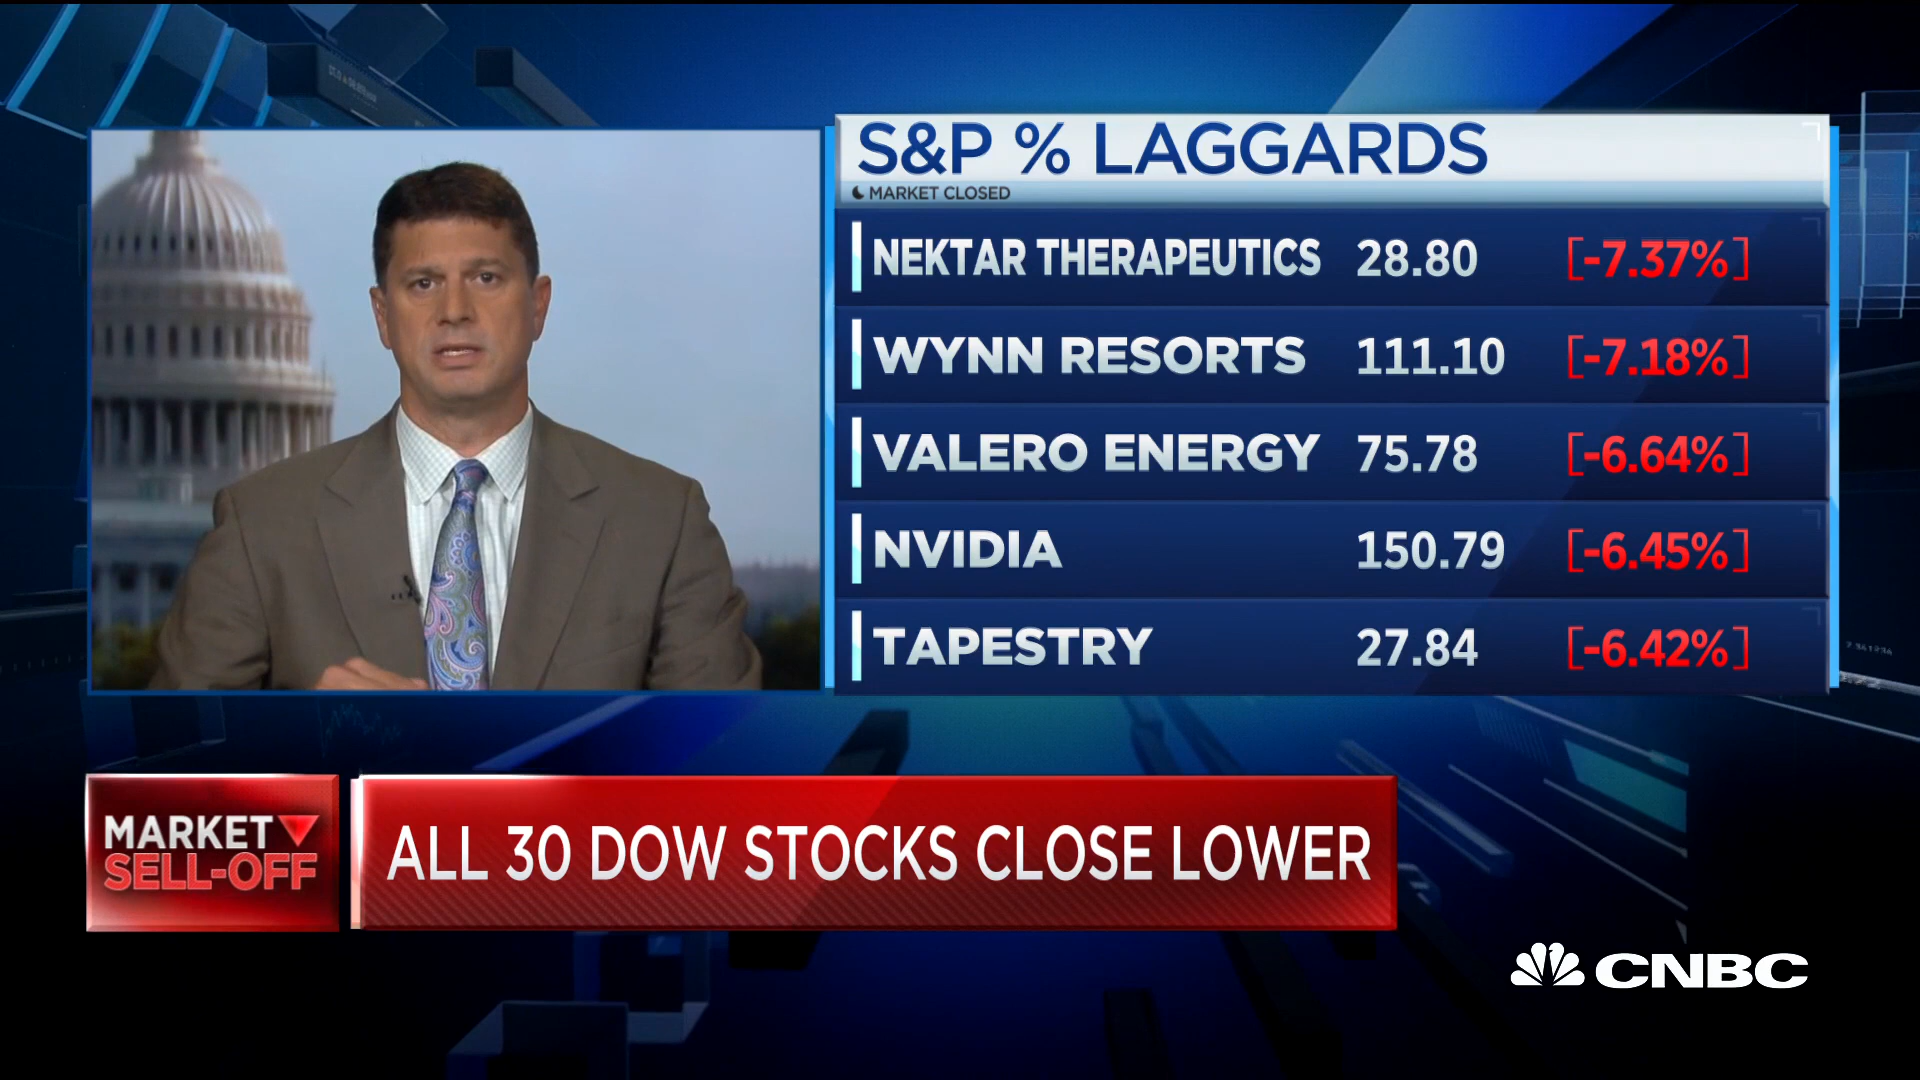 S&P % LAGGARDS
MARKET CLOSED
NEKTAR THERAPEUTICS 28.80 [-7.37%]
WYNN RESORTS 111.10 [-7.18%]
VALERO ENERGY 75.78 [-6.64%]
NVIDIA 150.79 [-6.45%]
TAPESTRY 27.84 [-6.42%]
MARKET
SELL-OFF
ALL 30 DOW STOCKS CLOSE LOWER
CNBC